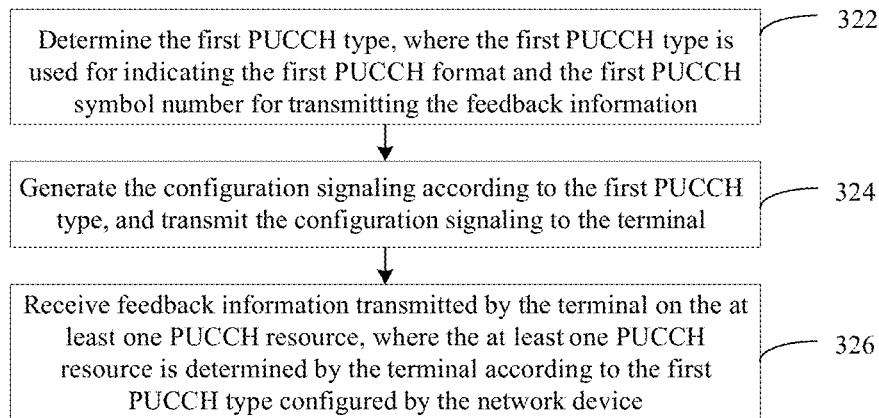 Determine the first PUCCH type, where the first PUCCH type is
used for indicating the first PUCCH format and the first PUCCH
symbol number for transmitting the feedback information
322
Generate the configuration signaling according to the first PUCCH
type, and transmit the configuration signaling to the terminal
324
Receive feedback information transmitted by the terminal on the at
least one PUCCH resource, where the at least one PUCCH
resource is determined by the terminal according to the first
PUCCH type configured by the network device
326